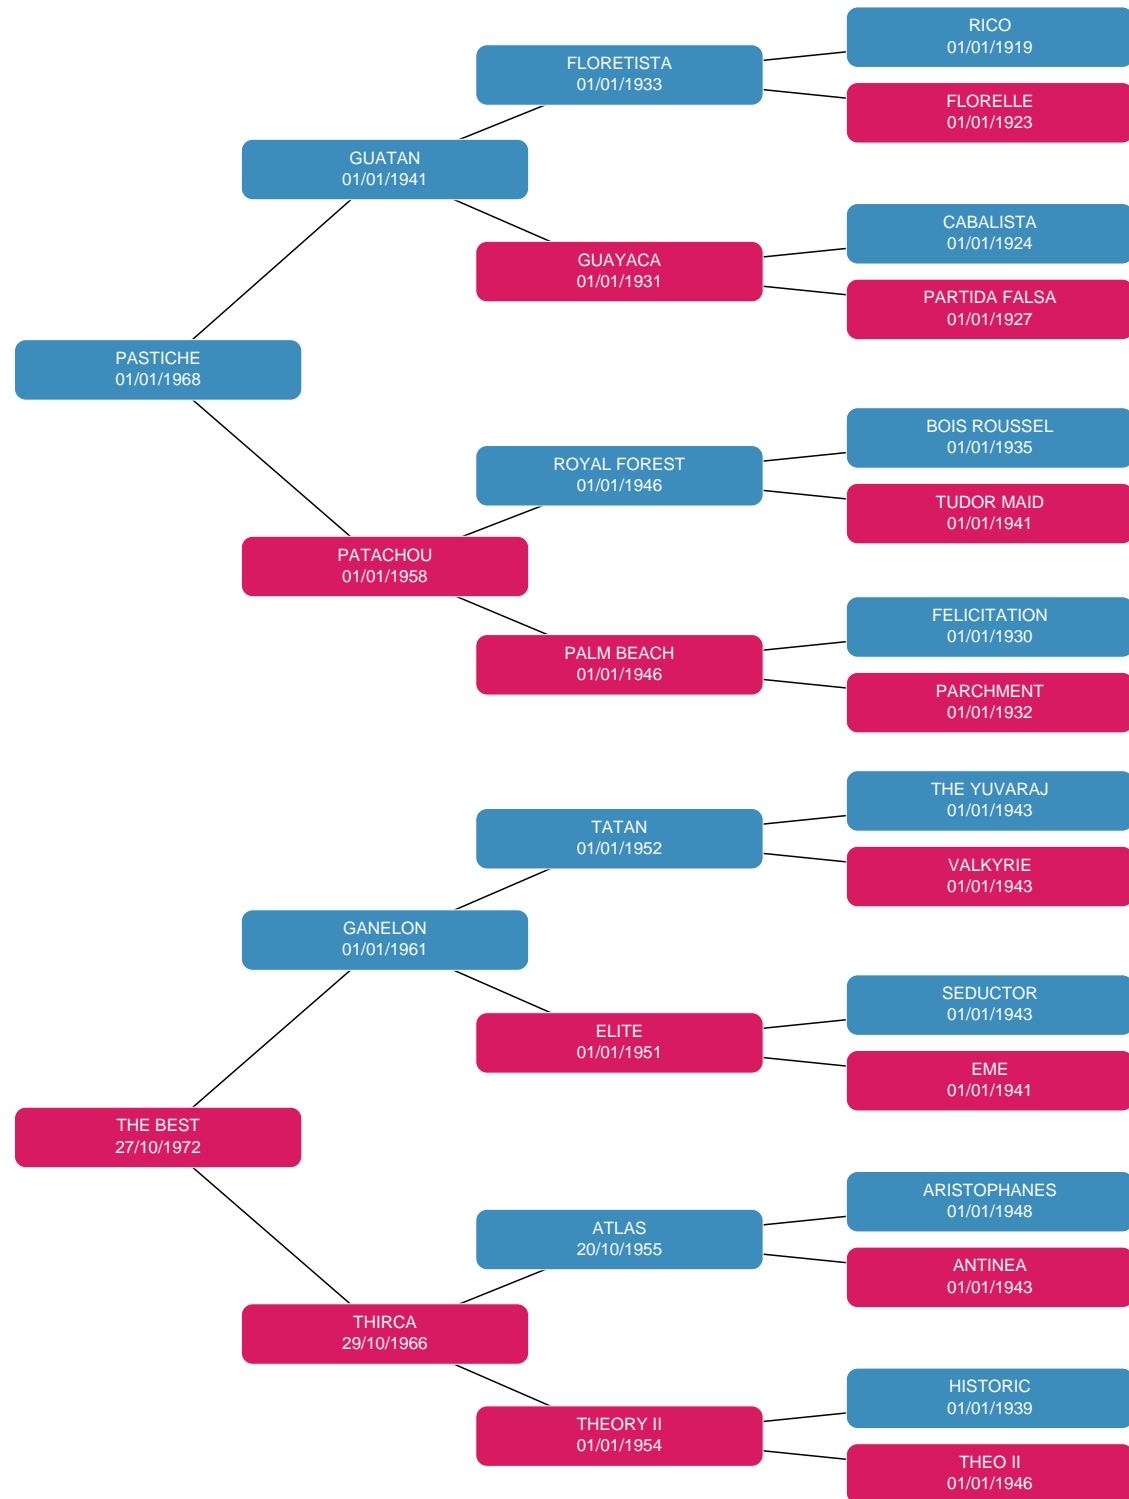 RICO
01/01/1919
FLORETISTA
01/01/1933
FLORELLE
01/01/1923
GUATAN
01/01/1941
CABALISTA
01/01/1924
GUAYACA
01/01/1931
PARTIDA FALSA
01/01/1927
PASTICHE
01/01/1968
BOIS ROUSSEL
01/01/1935
ROYAL FOREST
01/01/1946
TUDOR MAID
01/01/1941
PATACHOU
01/01/1958
FELICITATION
01/01/1930
PALM BEACH
01/01/1946
PARCHMENT
01/01/1932
THE YUVARAJ
01/01/1943
TATAN
01/01/1952
VALKYRIE
01/01/1943
GANELON
01/01/1961
SEDUCTOR
01/01/1943
ELITE
01/01/1951
EME
01/01/1941
THE BEST
27/10/1972
ARISTOPHANES
01/01/1948
ATLAS
20/10/1955
ANTINEA
01/01/1943
THIRCA
29/10/1966
HISTORIC
01/01/1939
THEORY II
01/01/1954
THEO II
01/01/1946